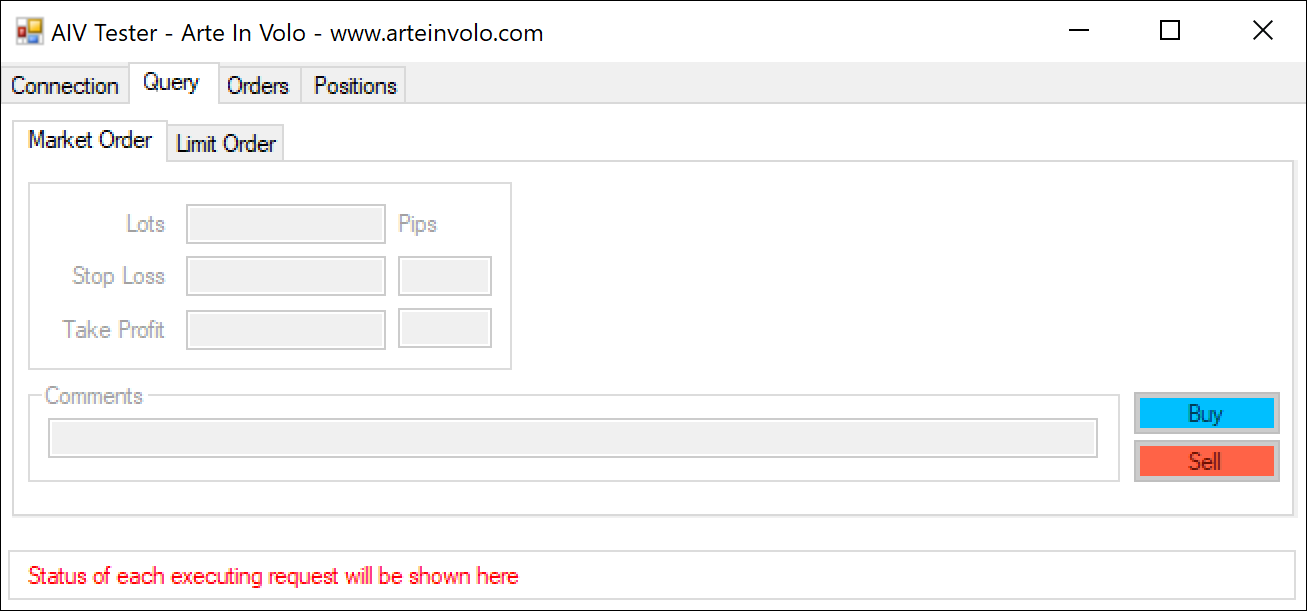 AIV Tester - Arte In Volo - www.arteinvolo.com
Connection Query Orders Positions
Market Order Limit Order
Lots Pips
Stop Loss
Take Profit
Comments
Buy
Sell
Status of each executing request will be shown here